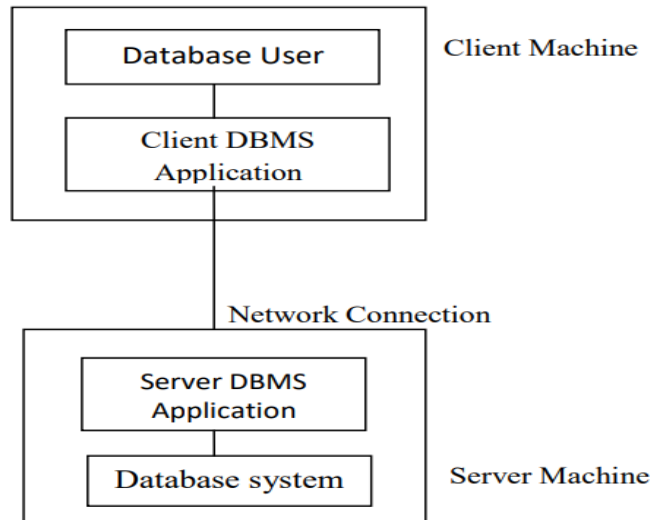 Database User
Client Machine
Client DBMS
Application
Network Connection
Server DBMS
Application
Database system
Server Machine